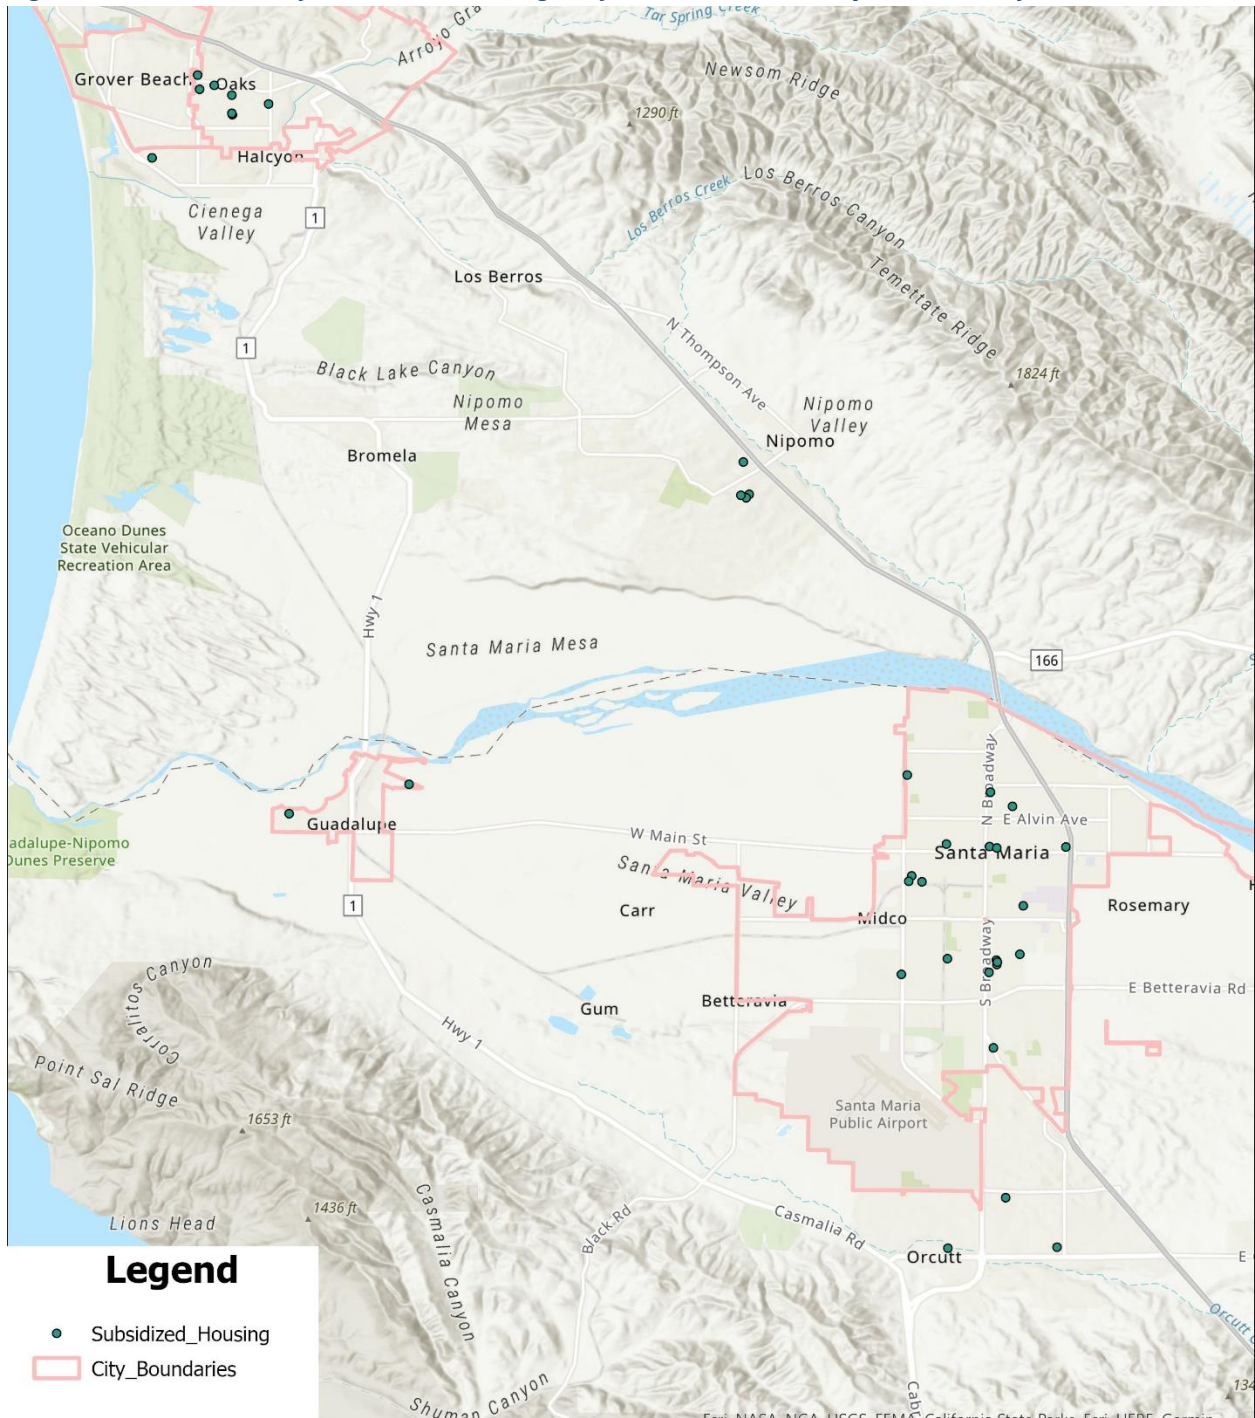 Tar Spring Creek
Arroyo Gra
Grover Beach
Oaks
Newsom Ridge
1290 ft
Halcyon
Los Berros Canyon
Los Berros Creek
Cienega
Valley
1
Los Berros
Temettate Ridge
N Thompson Ave
1
Black Lake Canyon
1824 ft
Nipomo
Mesa
Nipomo
Valley
Nipomo
Bromela
Oceano Dunes
State Vehicular
Recreation Area
Hwy 1
Santa Maria Mesa
166
N Broadway
Guadalupe
E Alvin Ave
W Main St
adalupe-Nipomo
Dunes Preserve
Santa Maria
Santa Maria Valley
1
Carr
Midco
Rosemary
S Broadway
Corralitos Canyon
Betteravia
E Betteravia Rd
Gum
Hwy 1
Point Sal Ridge
1653 ft
Santa Maria
Public Airport
Casmalia Canyon
1436 ft
Lions Head
Black Rd
Casmalia Rd
Orcutt
E
Legend
Subsidized_Housing
City_Boundaries
Orcutt
Shuman Canyon
Cabr
134